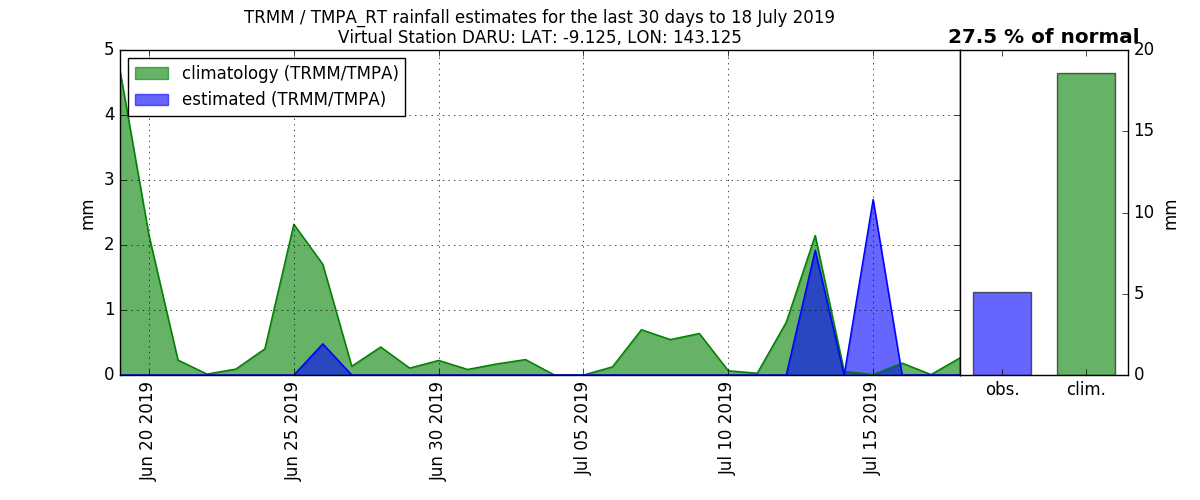 TRMM / TMPA_RT rainfall estimates for the last 30 days to 18 July 2019
Virtual Station DARU: LAT: -9.125, LON: 143.125
27.5 % of normal
climatology (TRMM/TMPA)
estimated (TRMM/TMPA)
5
4
3
2
1
0
mm
Jun 20 2019
Jun 25 2019
Jun 30 2019
Jul 05 2019
Jul 10 2019
Jul 15 2019
20
15
10
5
0
mm
obs.
clim.